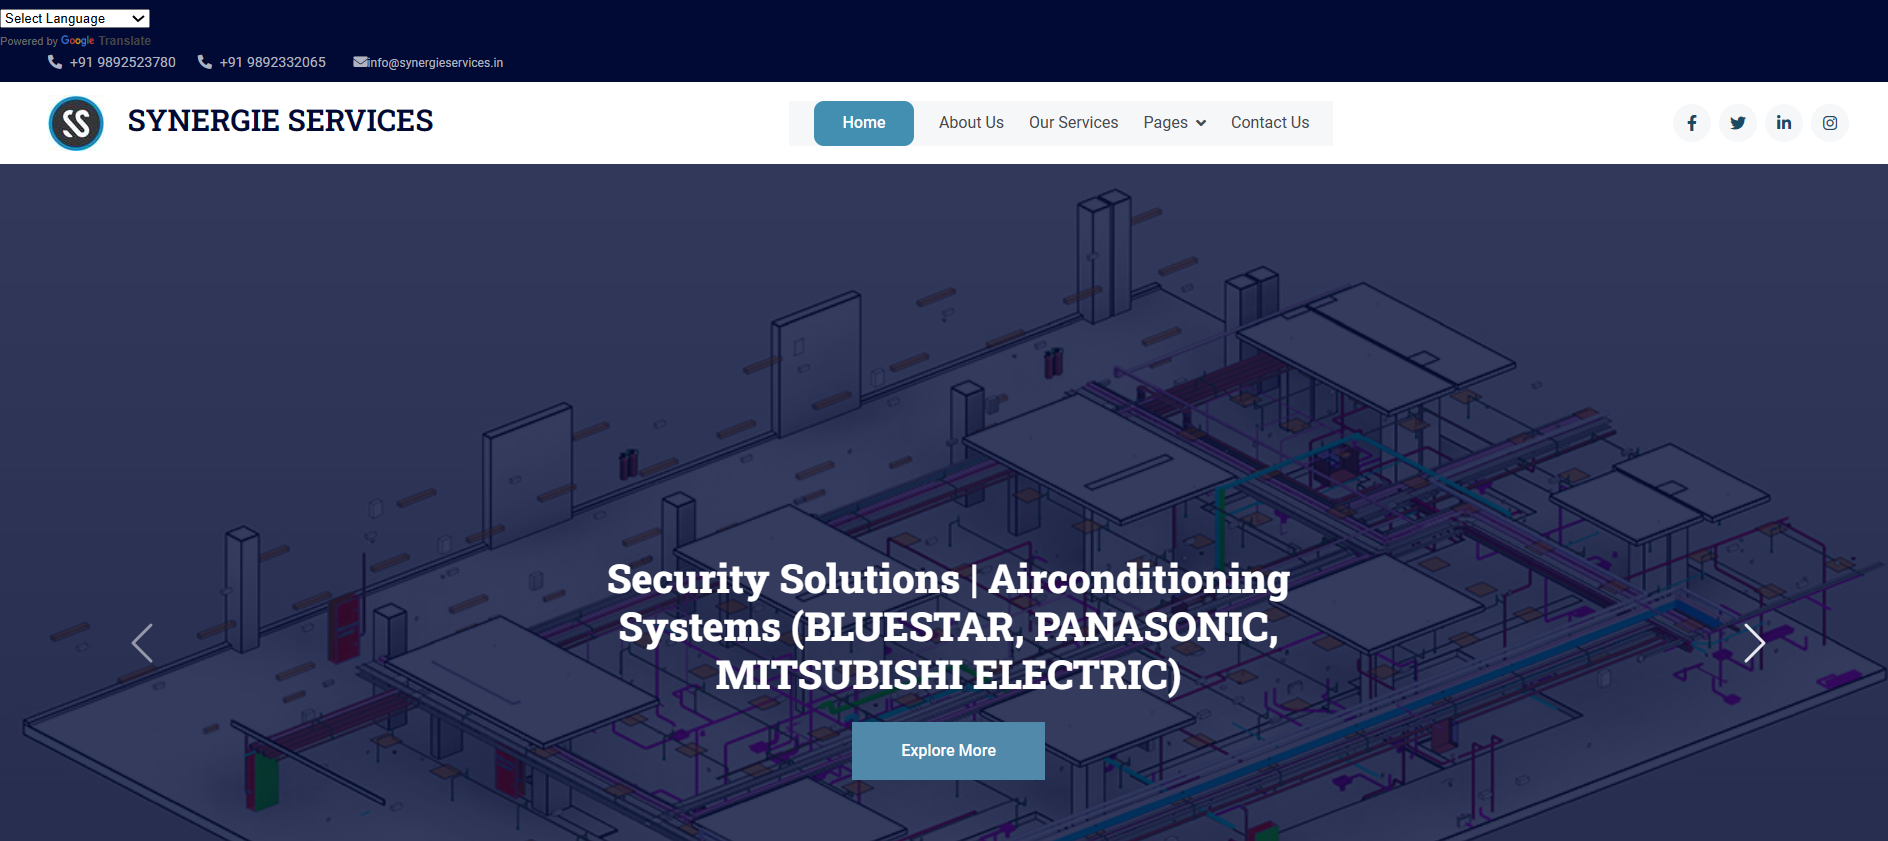 Select Language
Powered by Google Translate
+91 9892523780 +91 9892332065 info@synergieservices.in
SYNERGIE SERVICES
Home About Us Our Services Pages Contact Us
Security Solutions | Airconditioning
Systems (BLUESTAR, PANASONIC,
MITSUBISHI ELECTRIC)
Explore More